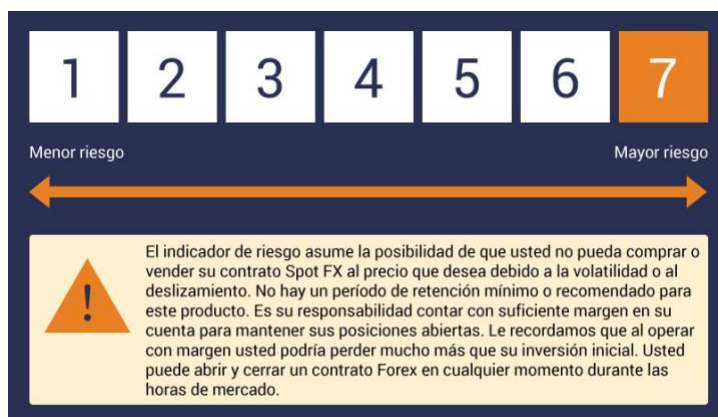 1 2 3 4 5 6 7
Menor riesgo Mayor riesgo
!
El indicador de riesgo asume la posibilidad de que usted no pueda comprar o
vender su contrato Spot FX al precio que desea debido a la volatilidad o al
deslizamiento. No hay un período de retención mínimo o recomendado para
este producto. Es su responsabilidad contar con suficiente margen en su
cuenta para mantener sus posiciones abiertas. Le recordamos que al operar
con margen usted podría perder mucho más que su inversión inicial. Usted
puede abrir y cerrar un contrato Forex en cualquier momento durante las
horas de mercado.